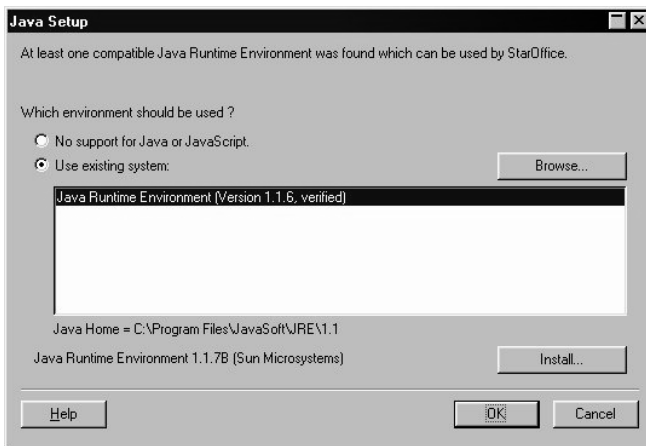 Java Setup
At least one compatible Java Runtime Environment was found which can be used by StarOffice.
Which environment should be used ?
No support for Java or JavaScript.
Use existing system:
Browse...
Java Runtime Environment (Version 1.1.6, verified)
Java Home = C:\Program Files\JavaSoft\JRE\1.1
Java Runtime Environment 1.1.7B (Sun Microsystems)
Install...
Help
OK
Cancel